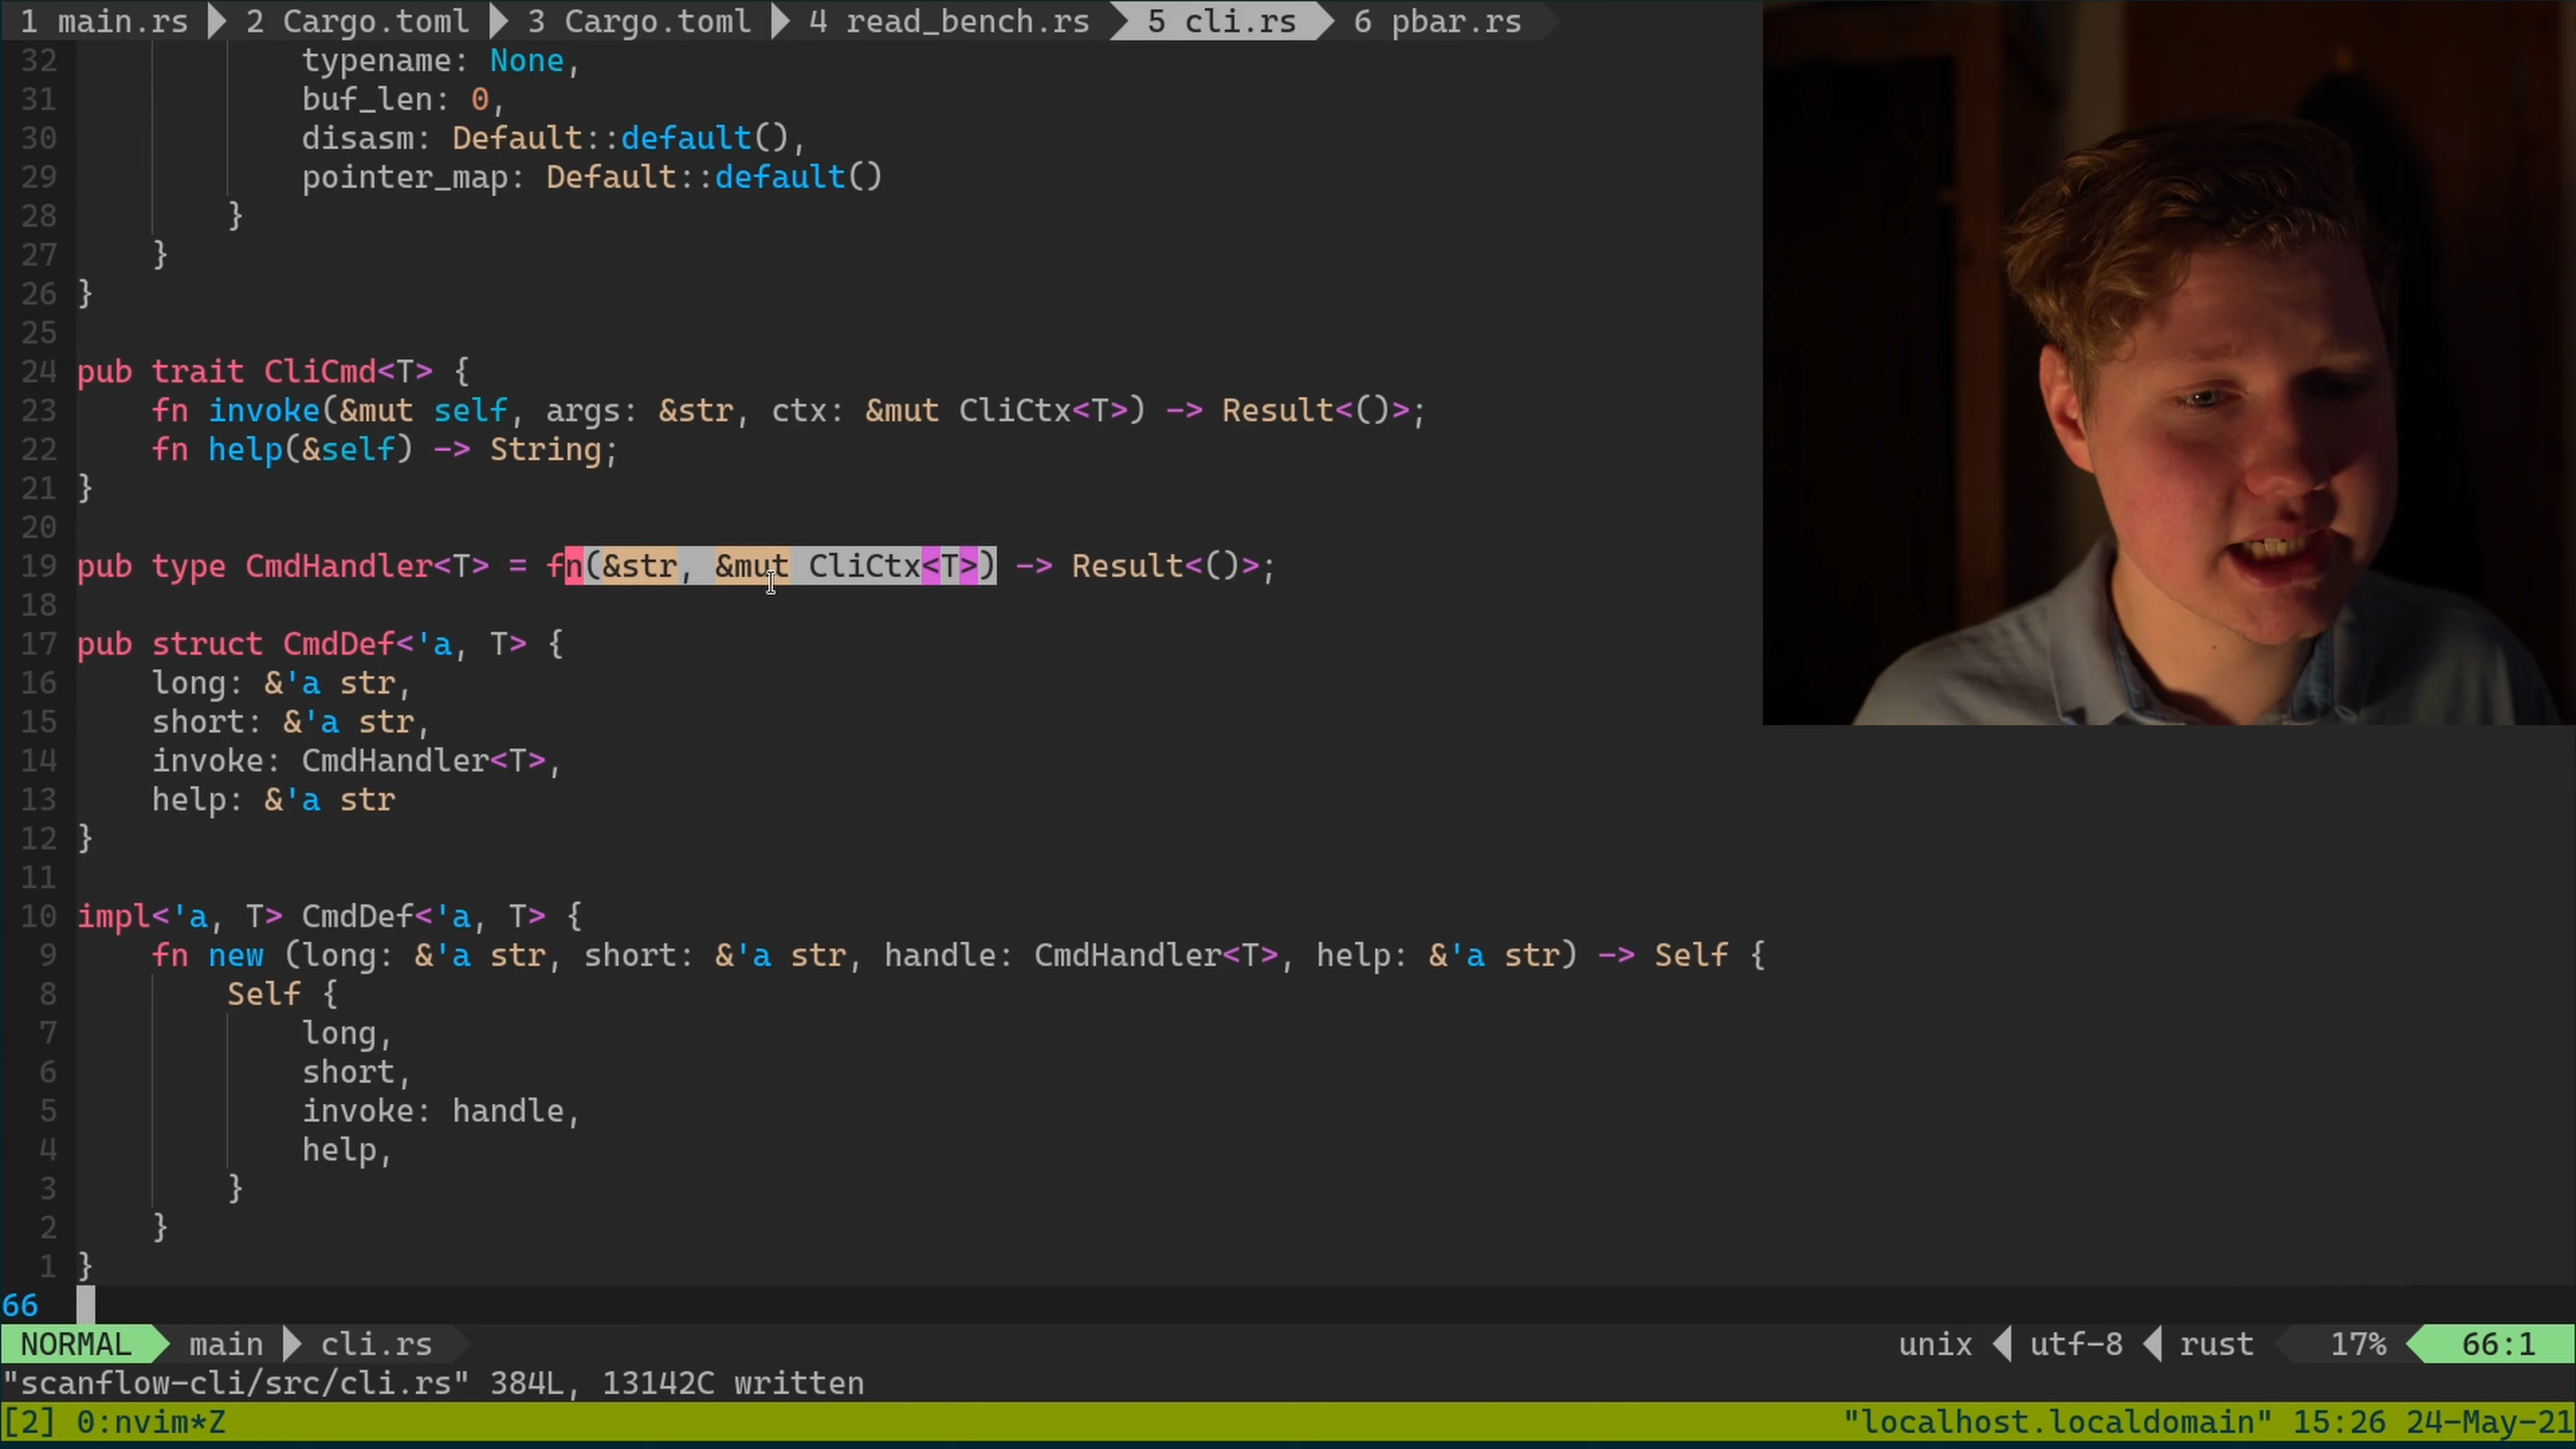 1 main.rs 2 Cargo.toml 3 Cargo.toml 4 read_bench.rs 5 cli.rs 6 pbar.rs
32             typename: None,
31             buf_len: 0,
30             disasm: Default::default(),
29             pointer_map: Default::default()
28         }
27     }
26 }
25
24 pub trait CliCmd<T> {
23     fn invoke(&mut self, args: &str, ctx: &mut CliCtx<T>) -> Result<()>;
22     fn help(&self) -> String;
21 }
20
19 pub type CmdHandler<T> = fn(&str, &mut CliCtx<T>) -> Result<()>;
18
17 pub struct CmdDef<'a, T> {
16     long: &'a str,
15     short: &'a str,
14     invoke: CmdHandler<T>,
13     help: &'a str
12 }
11
10 impl<'a, T> CmdDef<'a, T> {
9     fn new (long: &'a str, short: &'a str, handle: CmdHandler<T>, help: &'a str) -> Self {
8         Self {
7             long,
6             short,
5             invoke: handle,
4             help,
3         }
2     }
1 }
66
NORMAL main cli.rs unix utf-8 rust 17% 66:1
"scanflow-cli/src/cli.rs" 384L, 13142C written
[2] 0:nvim*Z "localhost.localdomain" 15:26 24-May-21